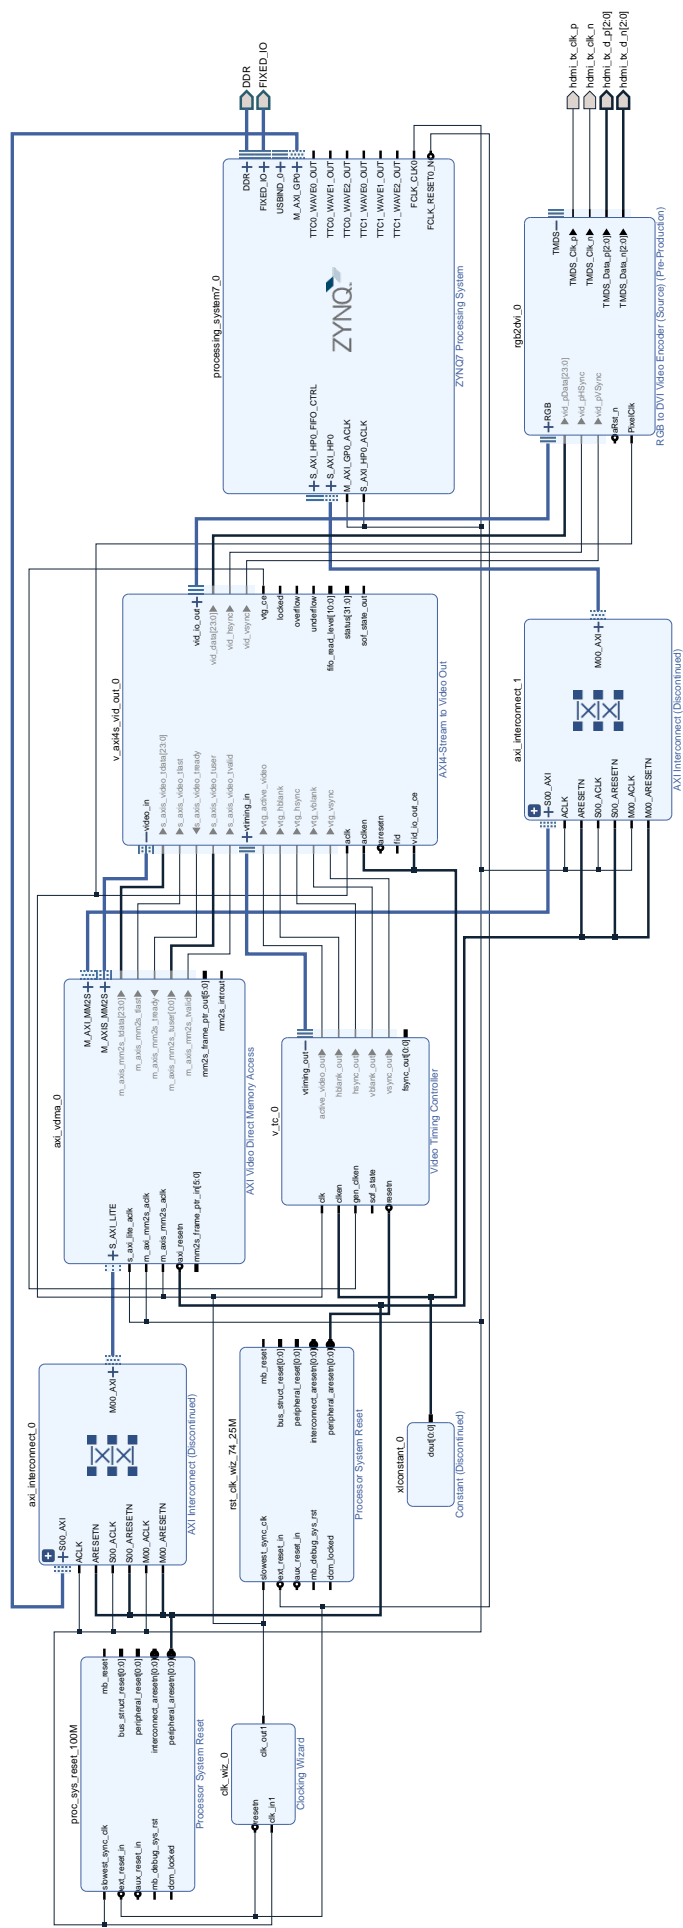 proc_sys_reset_100M
slowest_sync_clk
ext_reset_in
aux_reset_in
mb_debug_sys_rst
dcm_locked
mb_reset
bus_struct_reset[0:0]
peripheral_reset[0:0]
interconnect_aresetn[0:0]
peripheral_aresetn[0:0]
Processor System Reset
clk_wiz_0
resetn
clk_in1
clk_out1
Clocking Wizard
axi_interconnect_0
S00_AXI
ACLK
ARESETN
S00_ACLK
S00_ARESETN
M00_ACLK
M00_ARESETN
M00_AXI
AXI Interconnect (Discontinued)
rst_clk_wiz_74_25M
slowest_sync_clk
ext_reset_in
aux_reset_in
mb_debug_sys_rst
dcm_locked
mb_reset
bus_struct_reset[0:0]
peripheral_reset[0:0]
interconnect_aresetn[0:0]
peripheral_aresetn[0:0]
Processor System Reset
xlconstant_0
dout[0:0]
Constant (Discontinued)
axi_vdma_0
S_AXI_LITE
s_axi_lite_aclk
m_axi_mm2s_aclk
m_axis_mm2s_aclk
axi_resetn
mm2s_frame_ptr_in[5:0]
M_AXI_MM2S
M_AXIS_MM2S
m_axis_mm2s_tdata[23:0]
m_axis_mm2s_tlast
m_axis_mm2s_tready
m_axis_mm2s_tuser[0:0]
m_axis_mm2s_tvalid
mm2s_frame_ptr_out[5:0]
mm2s_introut
AXI Video Direct Memory Access
v_tc_0
clk
clken
gen_clken
sof_state
resetn
vtiming_out
active_video_out
hblank_out
hsync_out
vblank_out
vsync_out
fsync_out[0:0]
Video Timing Controller
v_axi4s_vid_out_0
video_in
s_axis_video_tdata[23:0]
s_axis_video_tlast
s_axis_video_tready
s_axis_video_tuser
s_axis_video_tvalid
vtiming_in
vtg_active_video
vtg_hblank
vtg_hsync
vtg_vblank
vtg_vsync
aclk
aclken
aresetn
fid
vid_io_out_ce
vid_io_out
vid_data[23:0]
vid_hsync
vid_vsync
vtg_ce
locked
overflow
underflow
fifo_read_level[10:0]
status[31:0]
sof_state_out
AXI4-Stream to Video Out
axi_interconnect_1
S00_AXI
ACLK
ARESETN
S00_ACLK
S00_ARESETN
M00_ACLK
M00_ARESETN
M00_AXI
AXI Interconnect (Discontinued)
processing_system7_0
S_AXI_HP0_FIFO_CTRL
S_AXI_HP0
M_AXI_GP0_ACLK
S_AXI_HP0_ACLK
ZYNQ
DDR
FIXED_IO
USBIND_0
M_AXI_GP0
TTC0_WAVE0_OUT
TTC0_WAVE1_OUT
TTC0_WAVE2_OUT
TTC1_WAVE0_OUT
TTC1_WAVE1_OUT
TTC1_WAVE2_OUT
FCLK_CLK0
FCLK_RESET0_N
ZYNQ7 Processing System
rgb2dvi_0
RGB
vid_pData[23:0]
vid_pHSync
vid_pVSync
aRst_n
PixelClk
TMDS
TMDS_Clk_p
TMDS_Clk_n
TMDS_Data_p[2:0]
TMDS_Data_n[2:0]
RGB to DVI Video Encoder (Source) (Pre-Production)
DDR
FIXED_IO
hdmi_tx_clk_p
hdmi_tx_clk_n
hdmi_tx_d_p[2:0]
hdmi_tx_d_n[2:0]